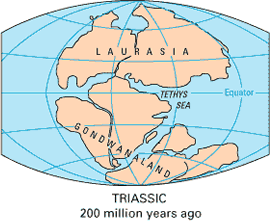 LAURASIA
TETHYS
SEA
Equator
GONDWANALAND
TRIASSIC
200 million years ago